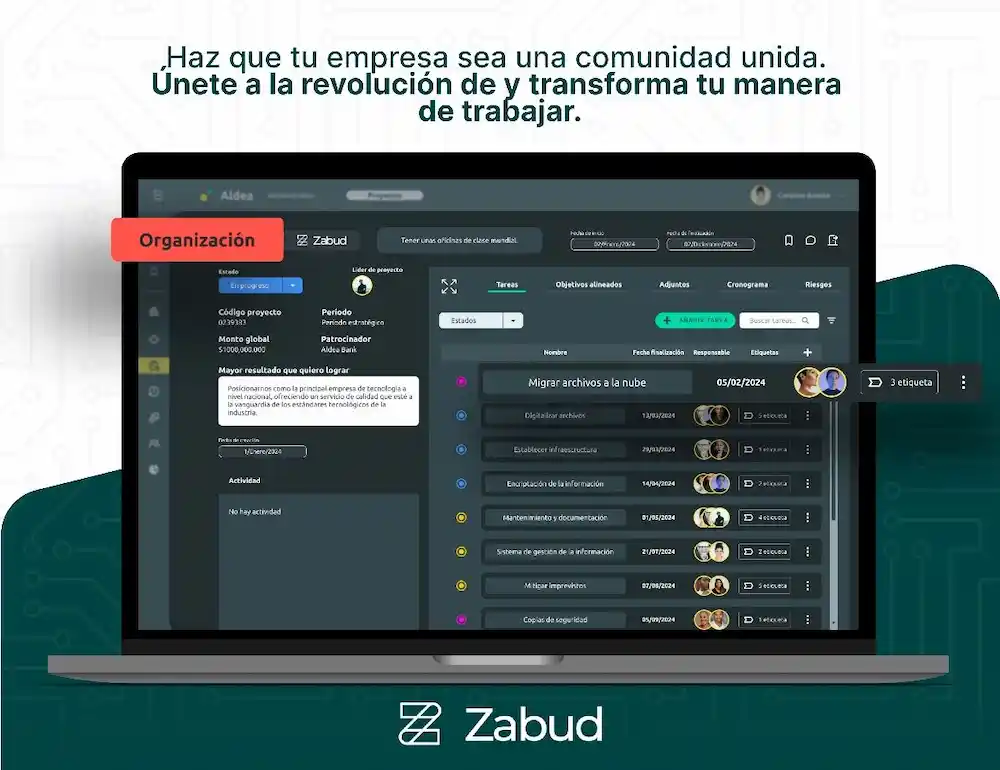 Haz que tu empresa sea una comunidad unida.
Únete a la revolución de y transforma tu manera
de trabajar.
Aldea
Proyectos
Organización
Zabud
Tener unas oficinas de clase mundial.
Fecha de inicio
02/Enero/2024
Fecha de finalización
02/Diciembre/2024
Estado
En progreso
Líder de proyecto
Código proyecto
0239383
Periodo
Periodo estratégico
Monto global
$1000,000.000
Patrocinador
Aldea Bank
Mayor resultado que quiero lograr
Posicionarnos como la principal empresa de tecnología a
nivel nacional, ofreciendo un servicio de calidad que esté a
la vanguardia de los estándares tecnológicos de la
industria.
Fecha de creación
1/Enero/2024
Actividad
No hay actividad
Tareas
Objetivos alineados
Adjuntos
Cronograma
Riesgos
Estados
+ AÑADIR TAREA
Buscar tareas...
Nombre
Fecha finalización
Responsable
Etiquetas
Migrar archivos a la nube 05/02/2024 3 etiqueta
Digitalizar archivos 13/03/2024 5 etiqueta
Establecer infraestructura 29/03/2024 1 etiqueta
Encriptación de la información 14/04/2024 2 etiqueta
Mantenimiento y documentación 01/05/2024 4 etiqueta
Sistema de gestión de la información 21/07/2024 2 etiqueta
Mitigar imprevistos 07/08/2024 5 etiqueta
Copias de seguridad 05/09/2024 1 etiqueta
Zabud